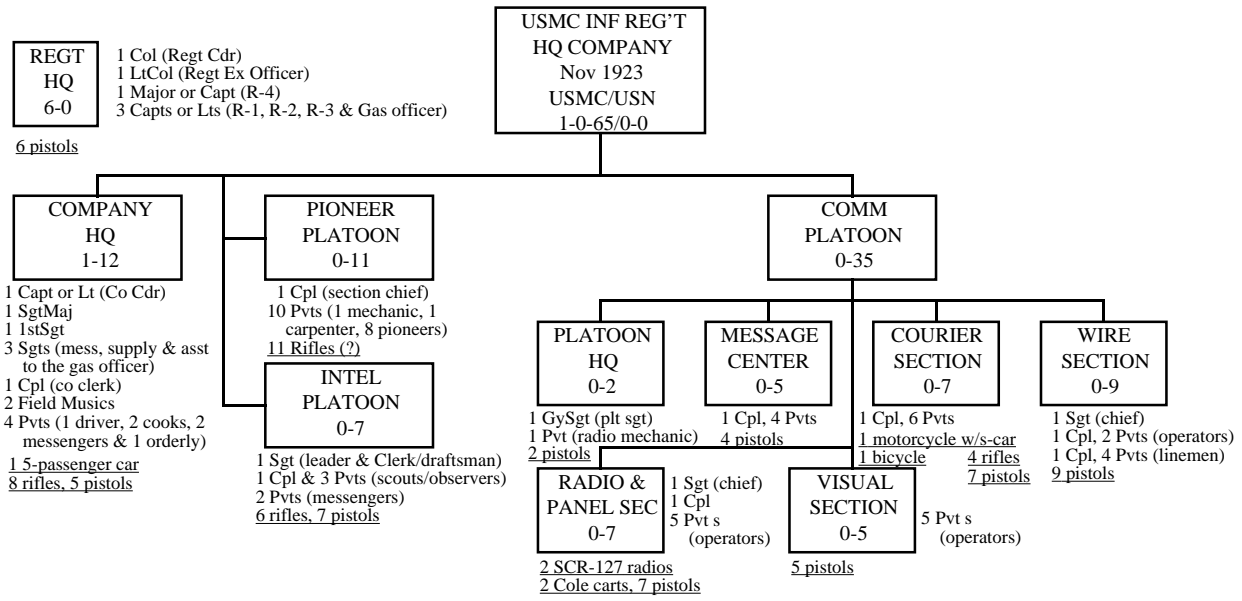 USMC INF REG'T
HQ COMPANY
Nov 1923
USMC/USN
1-0-65/0-0
REGT
HQ
6-0
1 Col (Regt Cdr)
1 LtCol (Regt Ex Officer)
1 Major or Capt (R-4)
3 Capts or Lts (R-1, R-2, R-3 & Gas officer)
6 pistols
COMPANY
HQ
1-12
1 Capt or Lt (Co Cdr)
1 SgtMaj
1 1stSgt
3 Sgts (mess, supply & asst
to the gas officer)
1 Cpl (co clerk)
2 Field Musics
4 Pvts (1 driver, 2 cooks, 2
messengers & 1 orderly)
1 5-passenger car
8 rifles, 5 pistols
PIONEER
PLATOON
0-11
1 Cpl (section chief)
10 Pvts (1 mechanic, 1
carpenter, 8 pioneers)
11 Rifles (?)
INTEL
PLATOON
0-7
1 Sgt (leader & Clerk/draftsman)
1 Cpl & 3 Pvts (scouts/observers)
2 Pvts (messengers)
6 rifles, 7 pistols
COMM
PLATOON
0-35
PLATOON
HQ
0-2
1 GySgt (plt sgt)
1 Pvt (radio mechanic)
2 pistols
MESSAGE
CENTER
0-5
1 Cpl, 4 Pvts
4 pistols
COURIER
SECTION
0-7
1 Cpl, 6 Pvts
1 motorcycle w/s-car
1 bicycle 4 rifles
7 pistols
WIRE
SECTION
0-9
1 Sgt (chief)
1 Cpl, 2 Pvts (operators)
1 Cpl, 4 Pvts (linemen)
9 pistols
RADIO &
PANEL SEC
0-7
1 Sgt (chief)
1 Cpl
5 Pvt s
(operators)
2 SCR-127 radios
2 Cole carts, 7 pistols
VISUAL
SECTION
0-5
5 Pvt s
(operators)
5 pistols